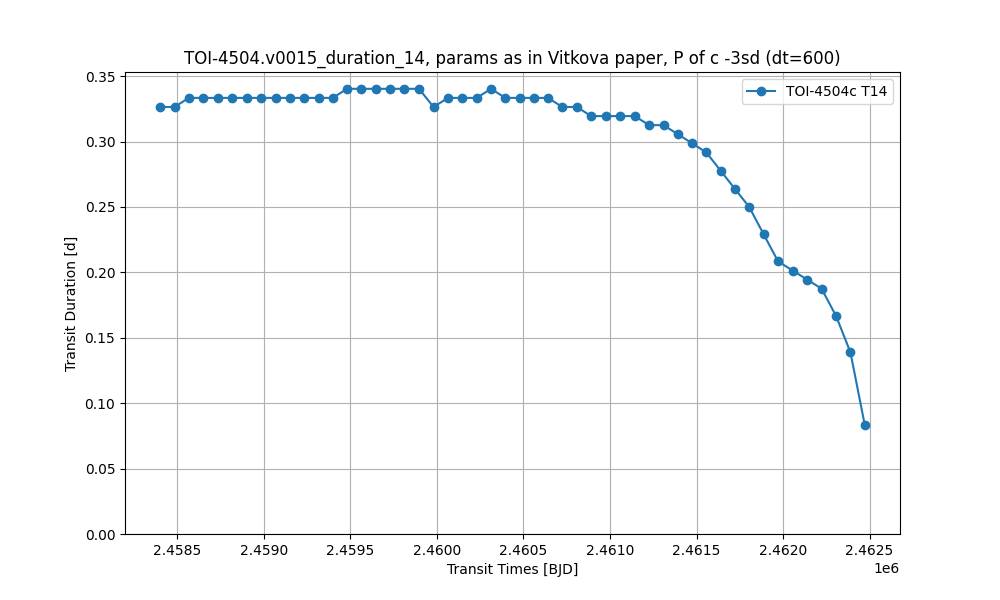 TOI-4504.v0015_duration_14, params as in Vitkova paper, P of c -3sd (dt=600)
TOI-4504c T14
Transit Duration [d]
0.35
0.30
0.25
0.20
0.15
0.10
0.05
0.00
2.4585 2.4590 2.4595 2.4600 2.4605 2.4610 2.4615 2.4620 2.4625
1e6
Transit Times [BJD]